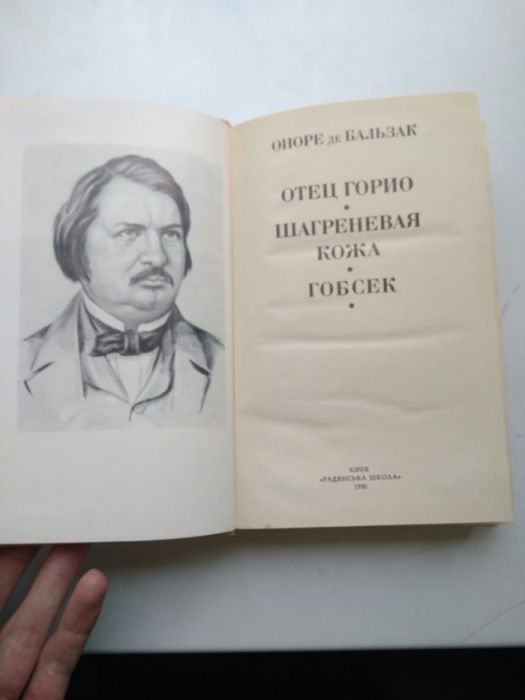 ОНОРЕ ДЕ БАЛЬЗАК
ОТЕЦ ГОРИО
•
ШАГРЕНЕВАЯ
КОЖА
•
ГОБСЕК
•
КИЕВ
«РАДЯНСЬКА ШКОЛА»
1990